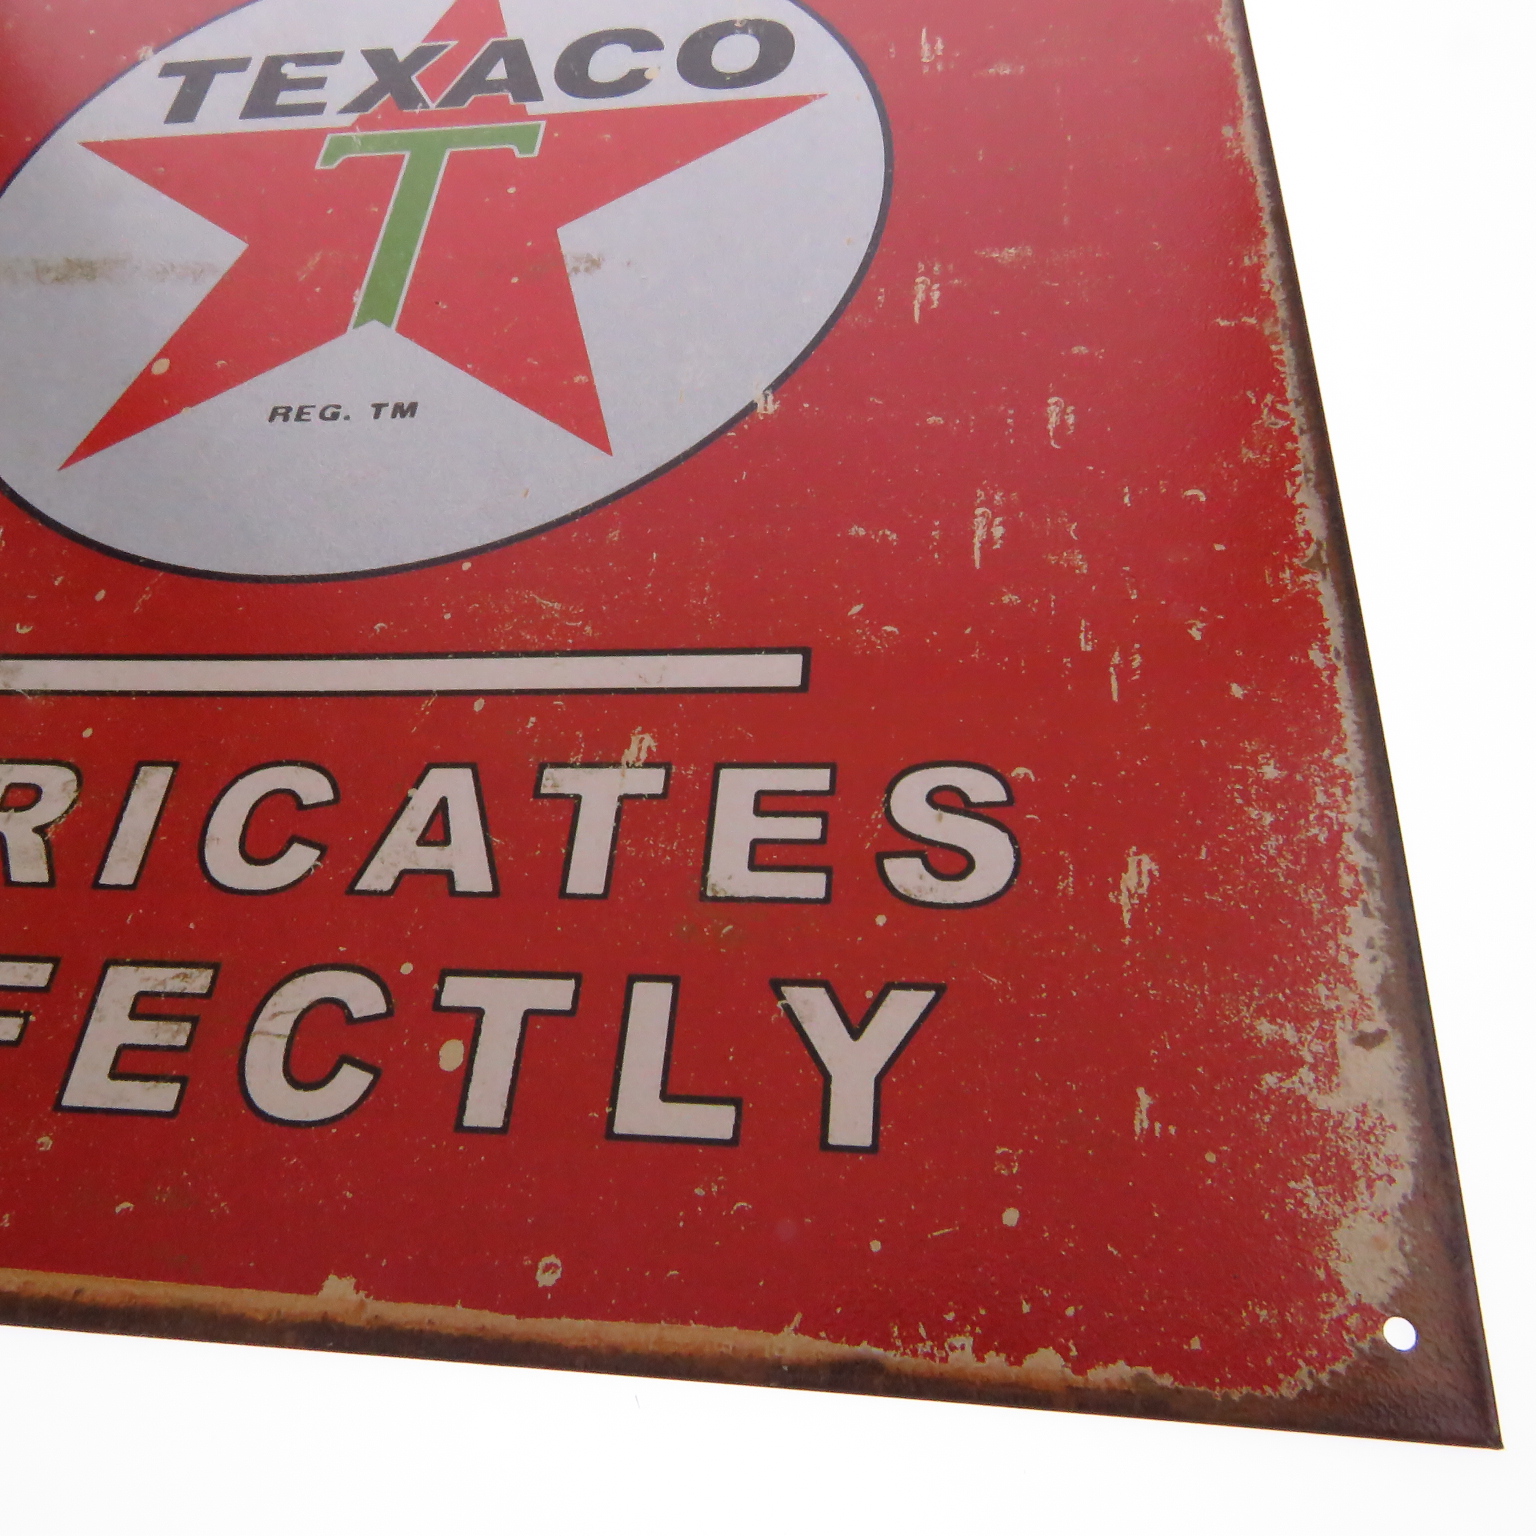 TEXACO
T
REG. TM
RICATES
FECTLY